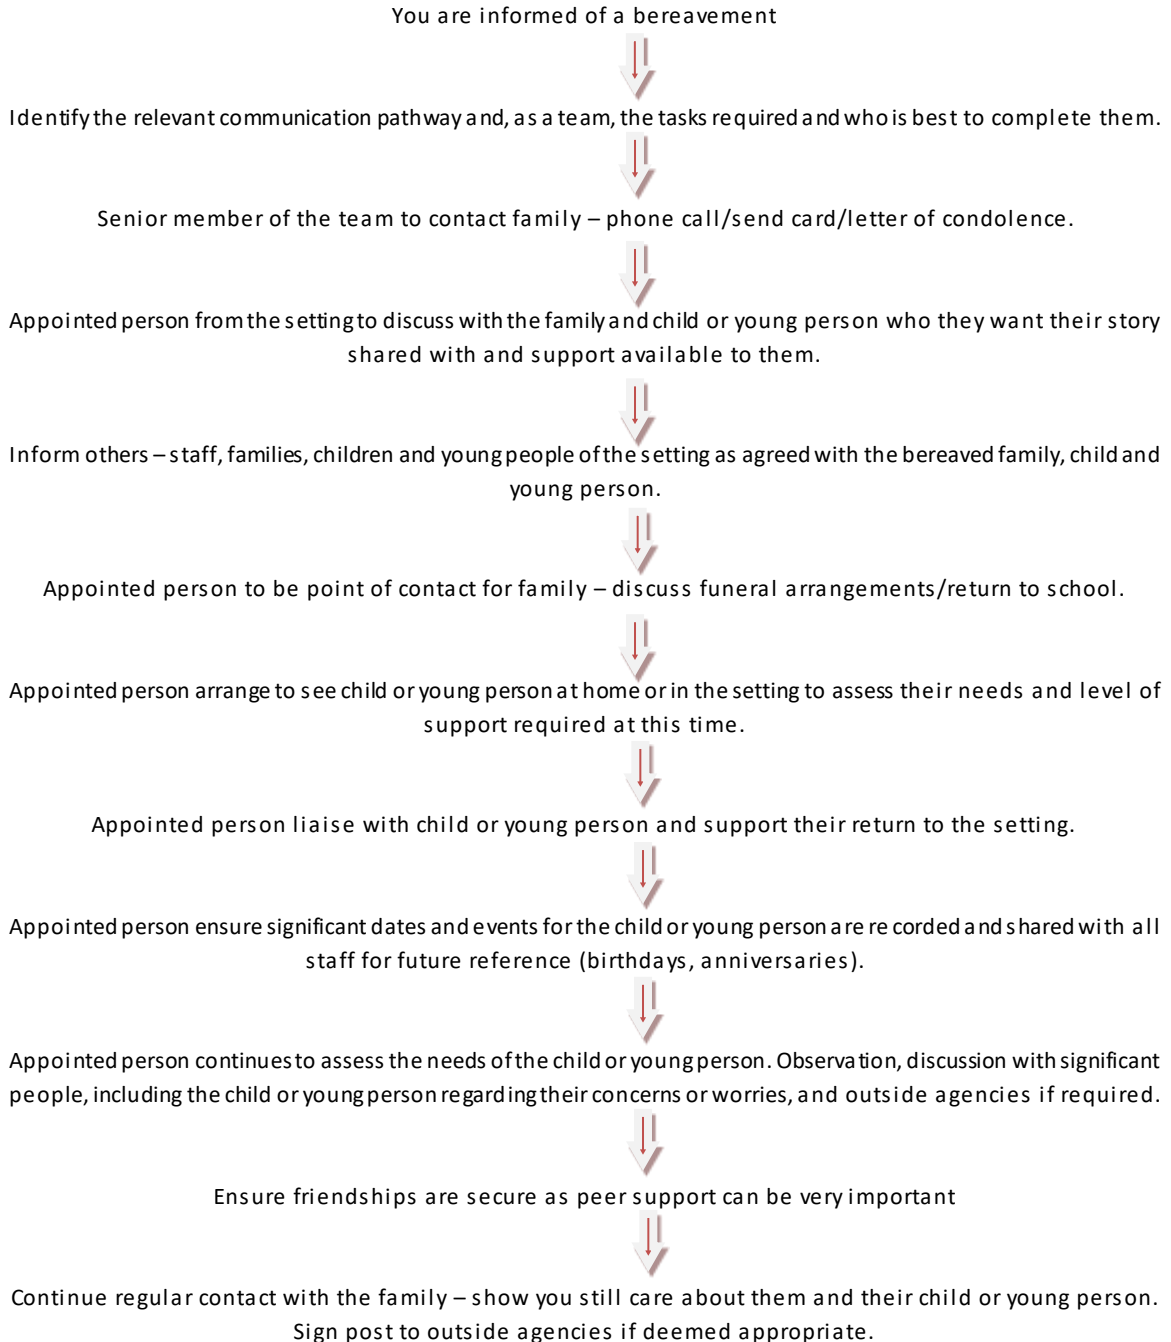 You are informed of a bereavement
Identify the relevant communication pathway and, as a team, the tasks required and who is best to complete them.
Senior member of the team to contact family – phone call/send card/letter of condolence.
Appointed person from the setting to discuss with the family and child or young person who they want their story
shared with and support available to them.
Inform others – staff, families, children and young people of the setting as agreed with the bereaved family, child and
young person.
Appointed person to be point of contact for family – discuss funeral arrangements/return to school.
Appointed person arrange to see child or young person at home or in the setting to assess their needs and level of
support required at this time.
Appointed person liaise with child or young person and support their return to the setting.
Appointed person ensure significant dates and events for the child or young person are recorded and shared with all
staff for future reference (birthdays, anniversaries).
Appointed person continues to assess the needs of the child or young person. Observation, discussion with significant
people, including the child or young person regarding their concerns or worries, and outside agencies if required.
Ensure friendships are secure as peer support can be very important
Continue regular contact with the family – show you still care about them and their child or young person.
Sign post to outside agencies if deemed appropriate.